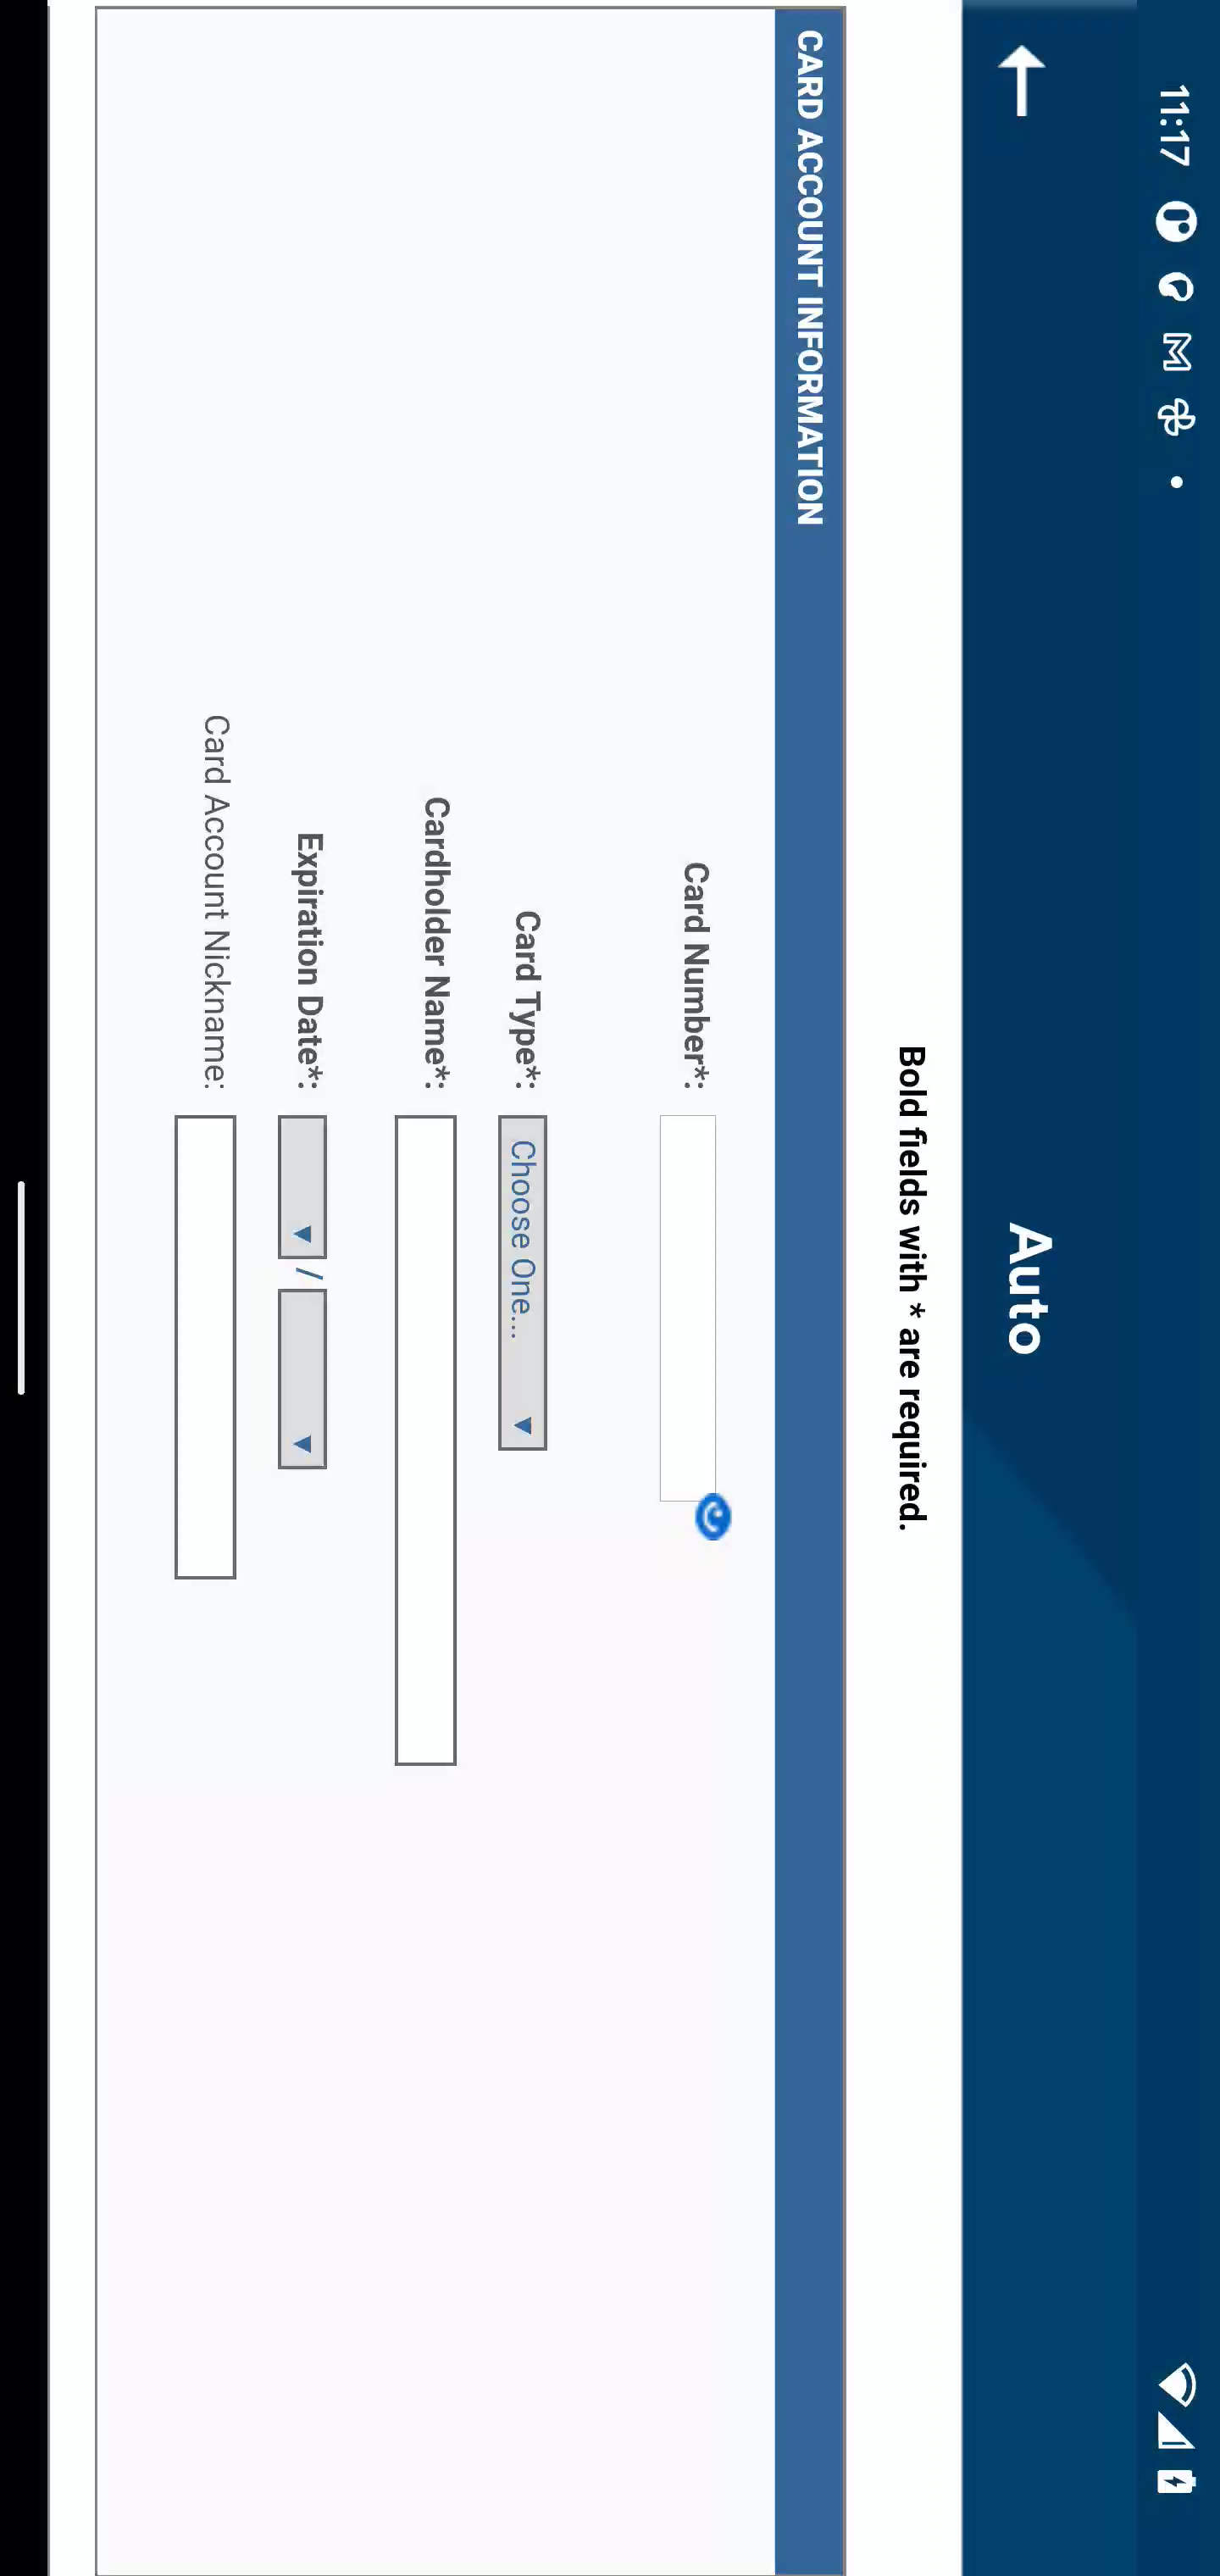 11:17
Auto
Bold fields with * are required.
CARD ACCOUNT INFORMATION
Card Number*:
Card Type*: Choose One...
Cardholder Name*:
Expiration Date*: /
Card Account Nickname: